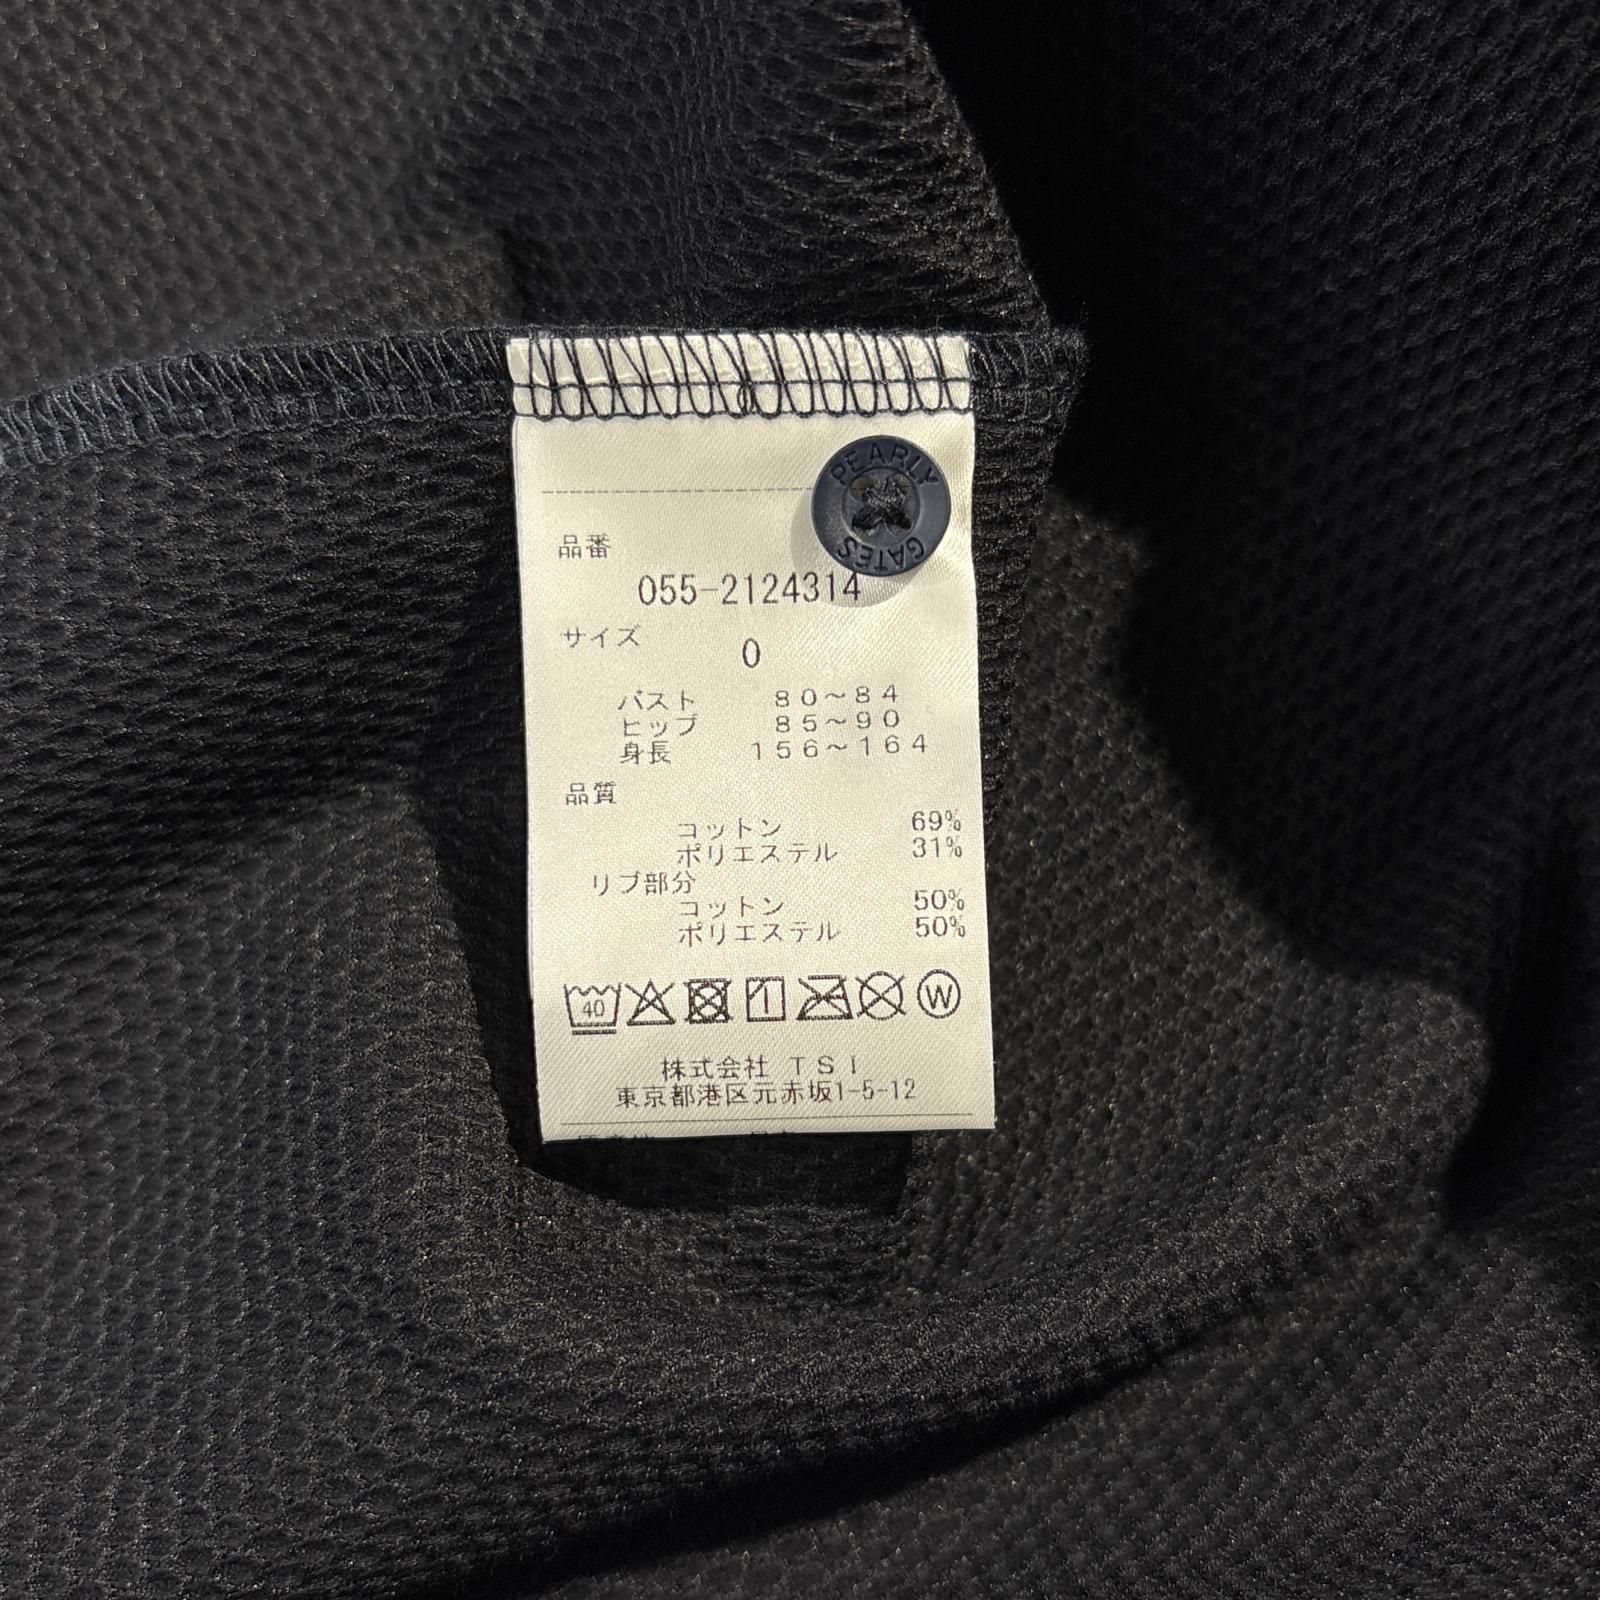 PEARLY
GATES
品番
055-2124314
サイズ
0
バスト 80~84
ヒップ 85~90
身長 156~164
品質
コットン 69%
ポリエステル 31%
リブ部分
コットン 50%
ポリエステル 50%
40
W
株式会社 TSI
東京都港区元赤坂1-5-12